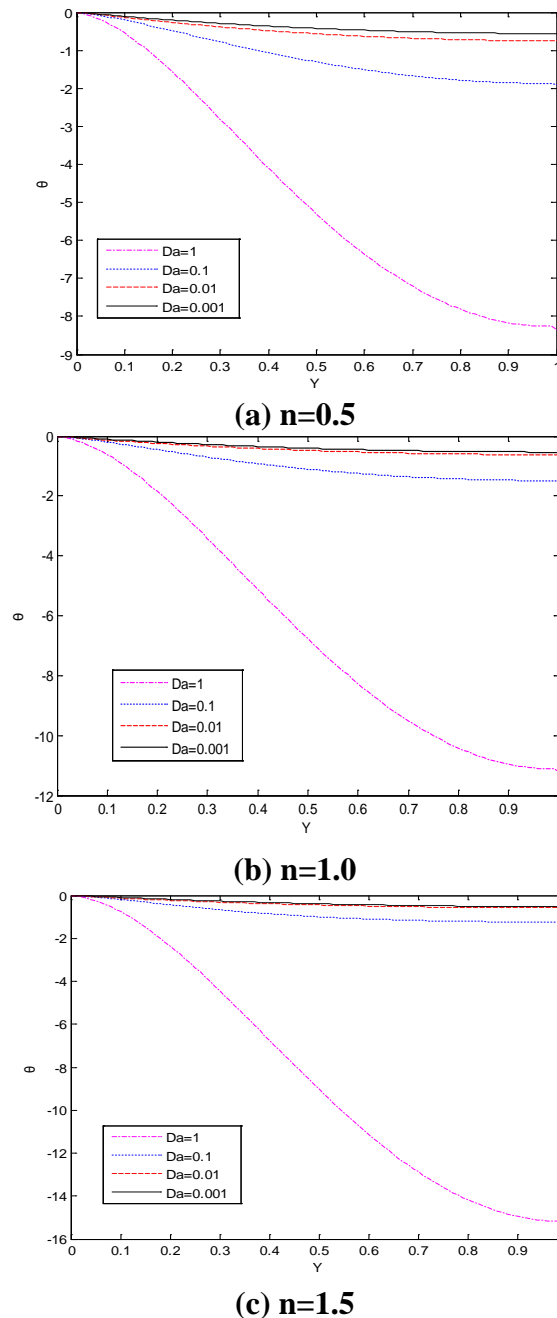 0
-1
-2
-3
-4
θ
-5
-6
Da=1
Da=0.1
-7
Da=0.01
-8
Da=0.001
-9
0 0.1 0.2 0.3 0.4 0.5 0.6 0.7 0.8 0.9 1
Y
(a) n=0.5
0
-2
-4
θ
-6
-8
Da=1
Da=0.1
-10
Da=0.01
Da=0.001
-12
0 0.1 0.2 0.3 0.4 0.5 0.6 0.7 0.8 0.9
Y
(b) n=1.0
0
-2
-4
-6
θ
-8
-10
Da=1
-12
Da=0.1
Da=0.01
-14
Da=0.001
-16
0 0.1 0.2 0.3 0.4 0.5 0.6 0.7 0.8 0.9
Y
(c) n=1.5